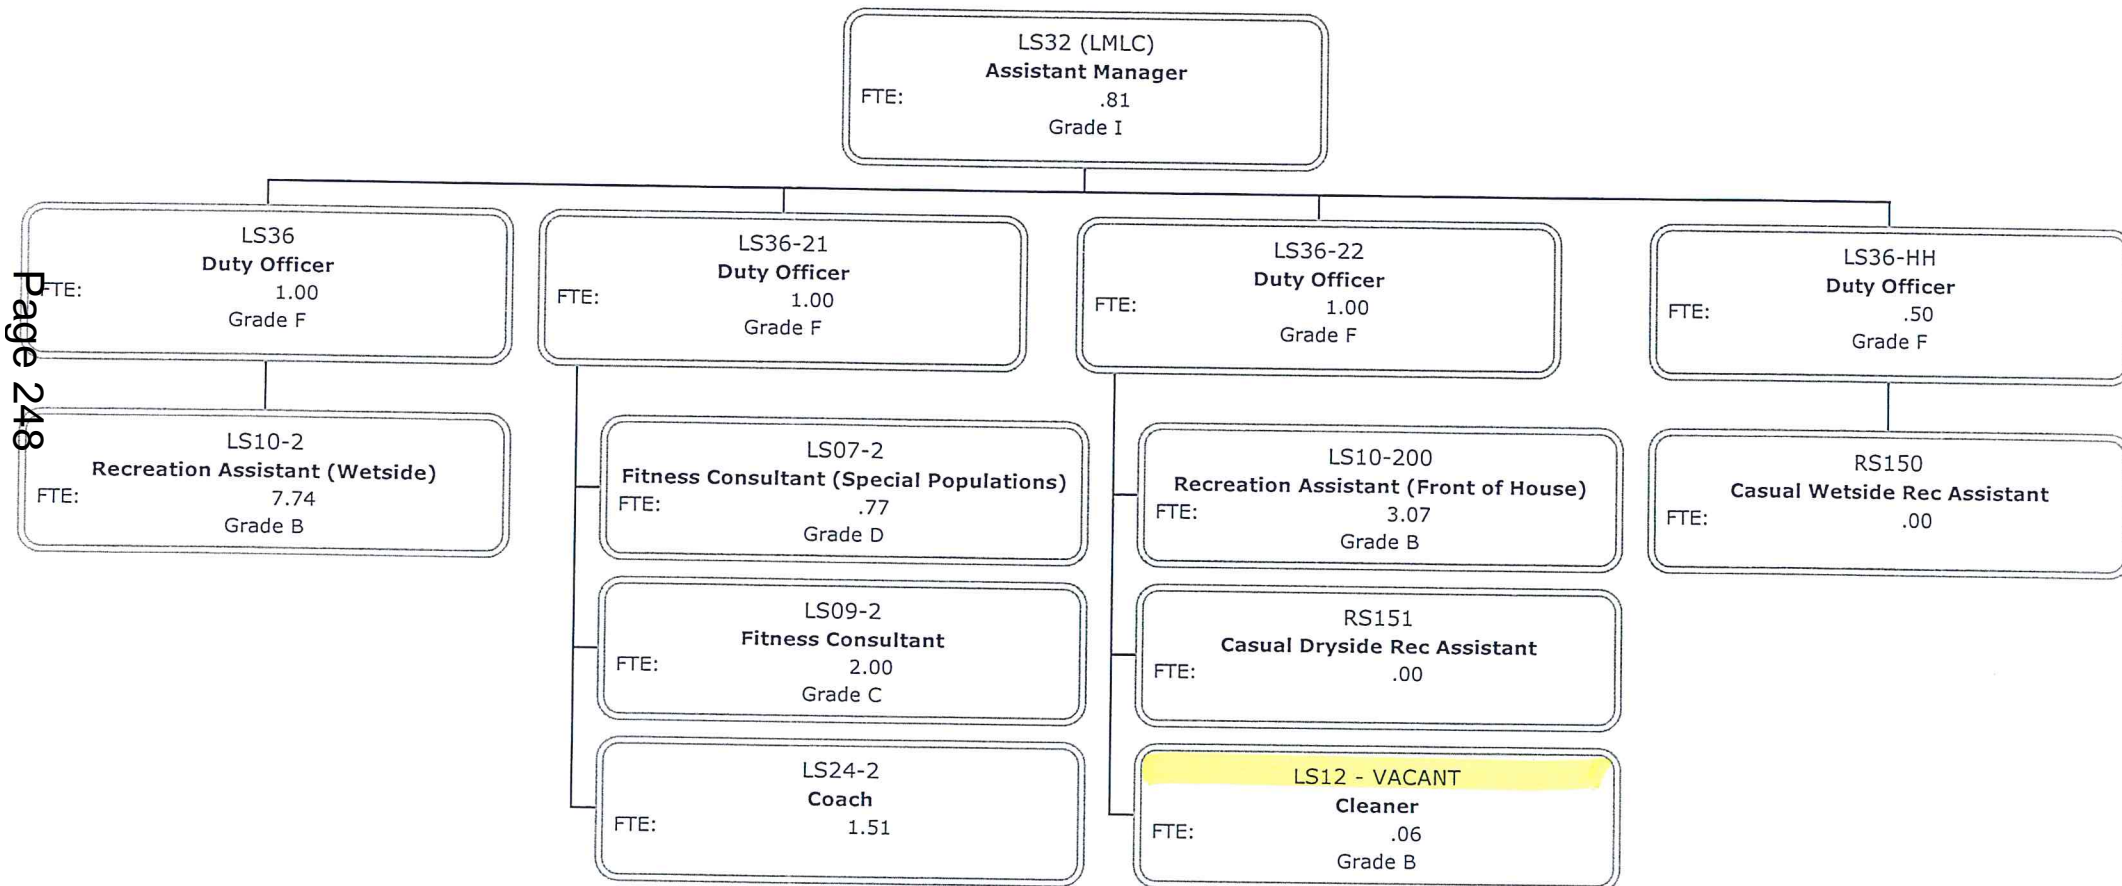 LS32 (LMLC)
Assistant Manager
FTE: .81
Grade I
LS36
Duty Officer
FTE: 1.00
Grade F
LS36-21
Duty Officer
FTE: 1.00
Grade F
LS36-22
Duty Officer
FTE: 1.00
Grade F
LS36-HH
Duty Officer
FTE: .50
Grade F
Page 248
LS10-2
Recreation Assistant (Wetside)
FTE: 7.74
Grade B
LS07-2
Fitness Consultant (Special Populations)
FTE: .77
Grade D
LS09-2
Fitness Consultant
FTE: 2.00
Grade C
LS24-2
Coach
FTE: 1.51
LS10-200
Recreation Assistant (Front of House)
FTE: 3.07
Grade B
RS151
Casual Dryside Rec Assistant
FTE: .00
LS12 - VACANT
Cleaner
FTE: .06
Grade B
RS150
Casual Wetside Rec Assistant
FTE: .00